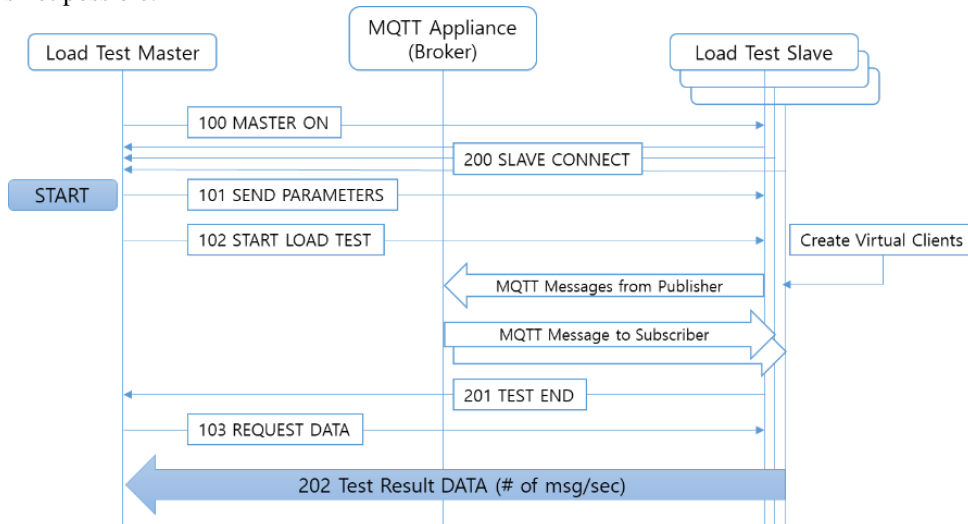 MQTT Appliance
(Broker)
Load Test Master
Load Test Slave
100 MASTER ON
200 SLAVE CONNECT
START
101 SEND PARAMETERS
102 START LOAD TEST
Create Virtual Clients
MQTT Messages from Publisher
MQTT Message to Subscriber
201 TEST END
103 REQUEST DATA
202 Test Result DATA (# of msg/sec)